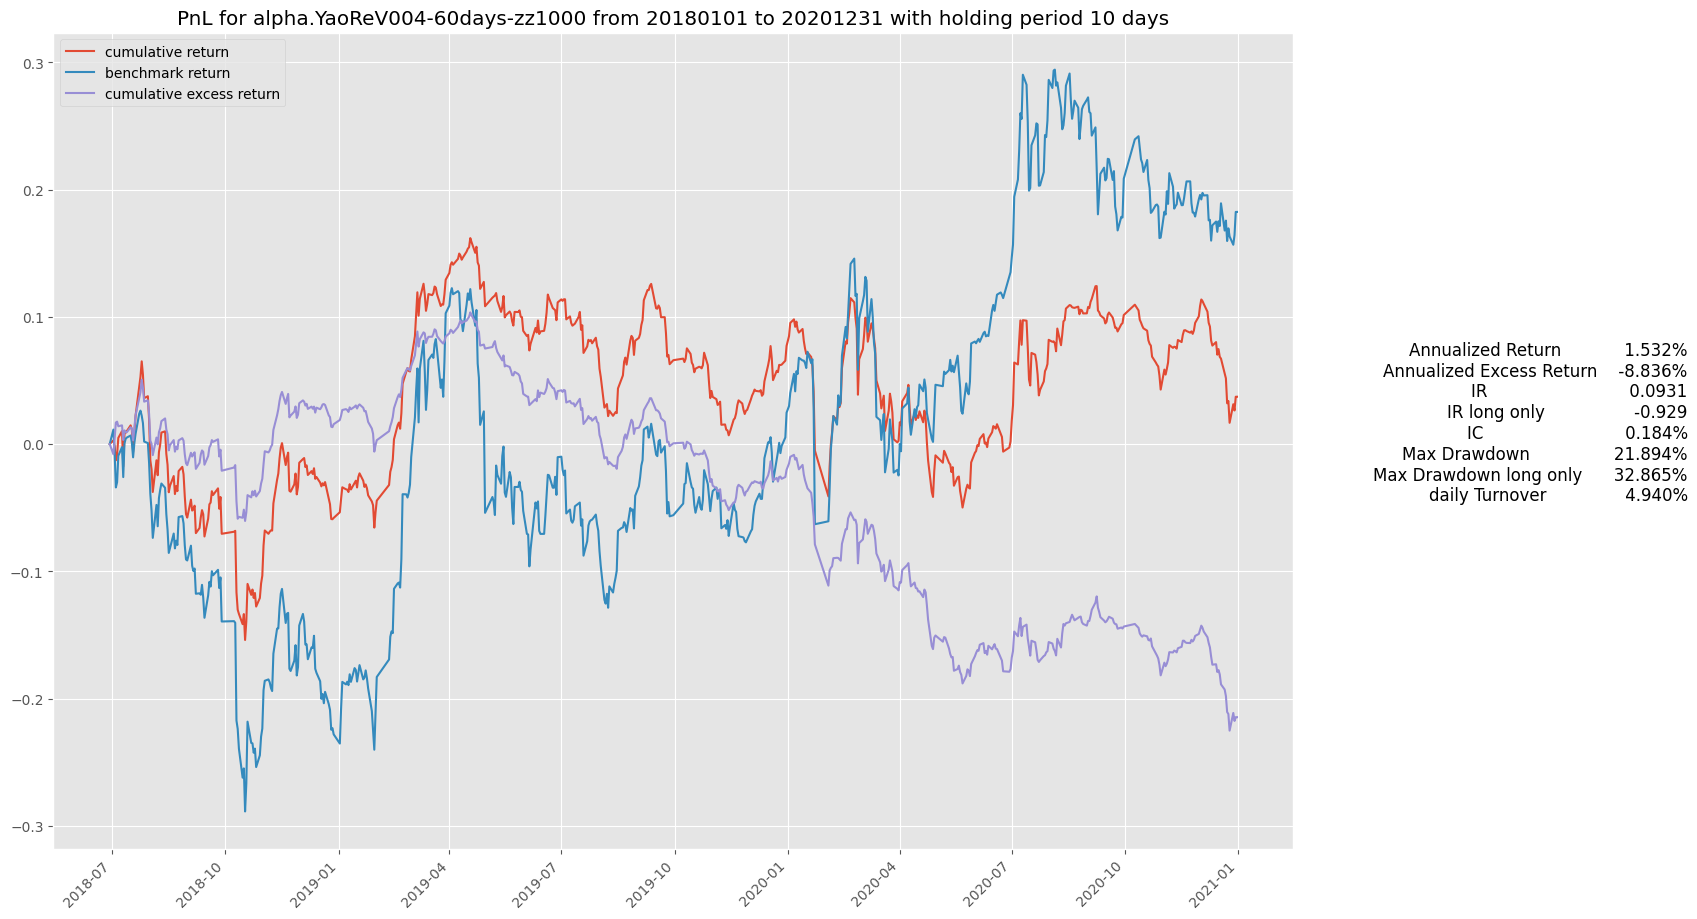 PnL for alpha.YaoReV004-60days-zz1000 from 20180101 to 20201231 with holding period 10 days
cumulative return
benchmark return
cumulative excess return
0.3
0.2
0.1
0.0
−0.1
−0.2
−0.3
Annualized Return 1.532%
Annualized Excess Return -8.836%
IR 0.0931
IR long only -0.929
IC 0.184%
Max Drawdown 21.894%
Max Drawdown long only 32.865%
daily Turnover 4.940%
2018-07
2018-10
2019-01
2019-04
2019-07
2019-10
2020-01
2020-04
2020-07
2020-10
2021-01